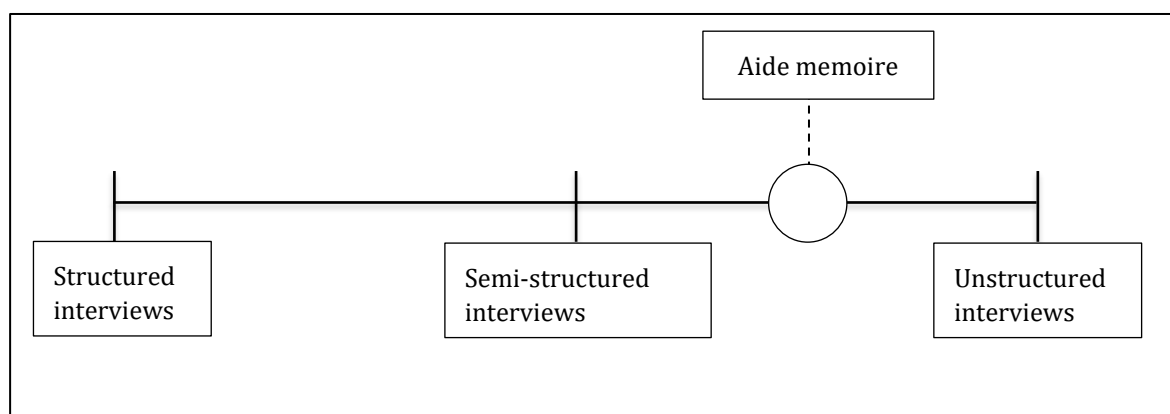 Aide memoire
Structured
interviews
Semi-structured
interviews
Unstructured
interviews